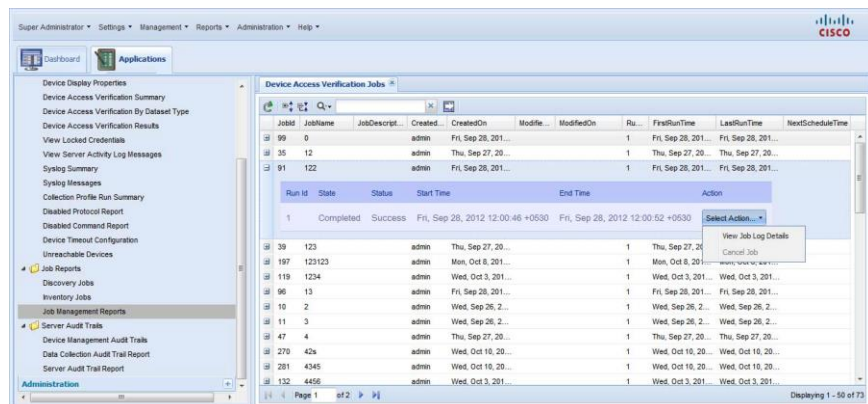 Super Administrator Settings Management Reports Administration Help
CISCO
Dashboard Applications
Device Display Properties
Device Access Verification Summary
Device Access Verification By Dataset Type
Device Access Verification Results
View Locked Credentials
View Server Activity Log Messages
Syslog Summary
Syslog Messages
Collection Profile Run Summary
Disabled Protocol Report
Disabled Command Report
Device Timeout Configuration
Unreachable Devices
Job Reports
Discovery Jobs
Inventory Jobs
Job Management Reports
Server Audit Trails
Device Management Audit Trails
Data Collection Audit Trail Report
Server Audit Trail Report
Administration
Device Access Verification Jobs
JobId JobName JobDescript... Created... CreatedOn Modifie... ModifiedOn Ru... FirstRunTime LastRunTime NextScheduleTime
99 0 admin Fri, Sep 28, 201... 1 Fri, Sep 28, 201... Fri, Sep 28, 201...
35 12 admin Thu, Sep 27, 20... 1 Thu, Sep 27, 20... Thu, Sep 27, 20...
91 122 admin Fri, Sep 28, 201... 1 Fri, Sep 28, 201... Fri, Sep 28, 201...
Run Id State Status Start Time End Time Action
1 Completed Success Fri, Sep 28, 2012 12:00:46 +0530 Fri, Sep 28, 2012 12:00:52 +0530 Select Action...
View Job Log Details
Cancel Job
39 123 admin Thu, Sep 27, 20... 1 Thu, Sep 27, 20
197 123123 admin Mon, Oct 8, 201... 1 Mon, Oct 8, 201...
119 1234 admin Wed, Oct 3, 201... 1 Wed, Oct 3, 201... Wed, Oct 3, 201...
96 13 admin Fri, Sep 28, 201... 1 Fri, Sep 28, 201... Fri, Sep 28, 201...
10 2 admin Wed, Sep 26, 2... 1 Wed, Sep 26, 2... Wed, Sep 26, 2...
11 3 admin Wed, Sep 26, 2... 1 Wed, Sep 26, 2... Wed, Sep 26, 2...
47 4 admin Thu, Sep 27, 20... 1 Thu, Sep 27, 20... Thu, Sep 27, 20...
270 42s admin Wed, Oct 10, 20... 1 Wed, Oct 10, 20... Wed, Oct 10, 20...
281 4345 admin Wed, Oct 10, 20... 1 Wed, Oct 10, 20... Wed, Oct 10, 20...
132 4456 admin Wed, Oct 3, 201... 1 Wed, Oct 3, 201... Wed, Oct 3, 201...
Page 1 of 2 Displaying 1 - 50 of 73